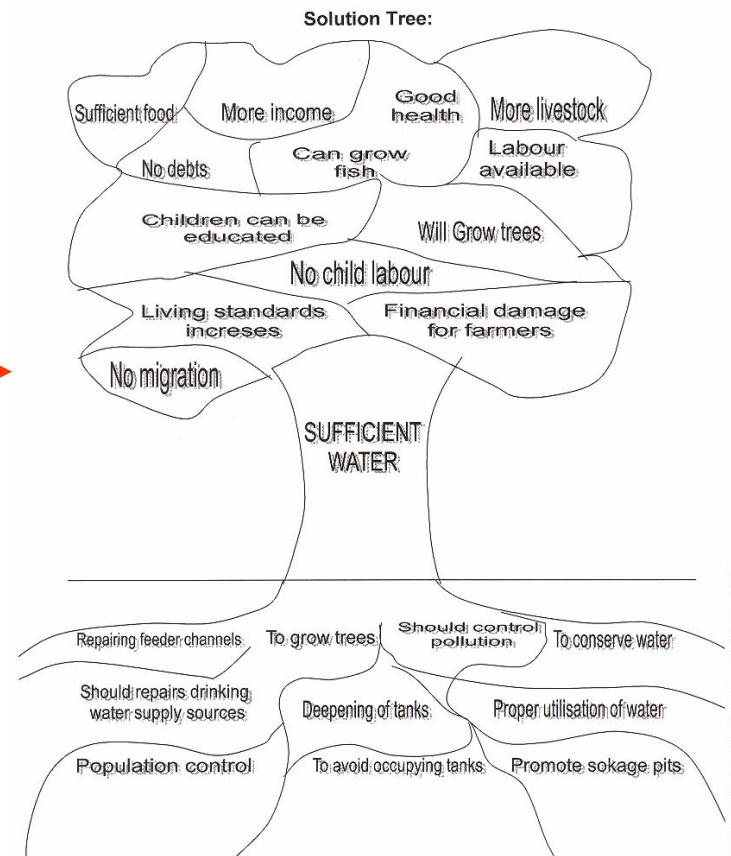 Solution Tree:
Sufficient food
More income
Good
health
More livestock
No debts
Can grow
fish
Labour
available
Children can be
educated
Will Grow trees
No child labour
Living standards
increses
Financial damage
for farmers
No migration
SUFFICIENT
WATER
Repairing feeder channels
To grow trees
Should control
pollution
To conserve water
Should repairs drinking
water supply sources
Deepening of tanks
Proper utilisation of water
Population control
To avoid occupying tanks
Promote sokage pits